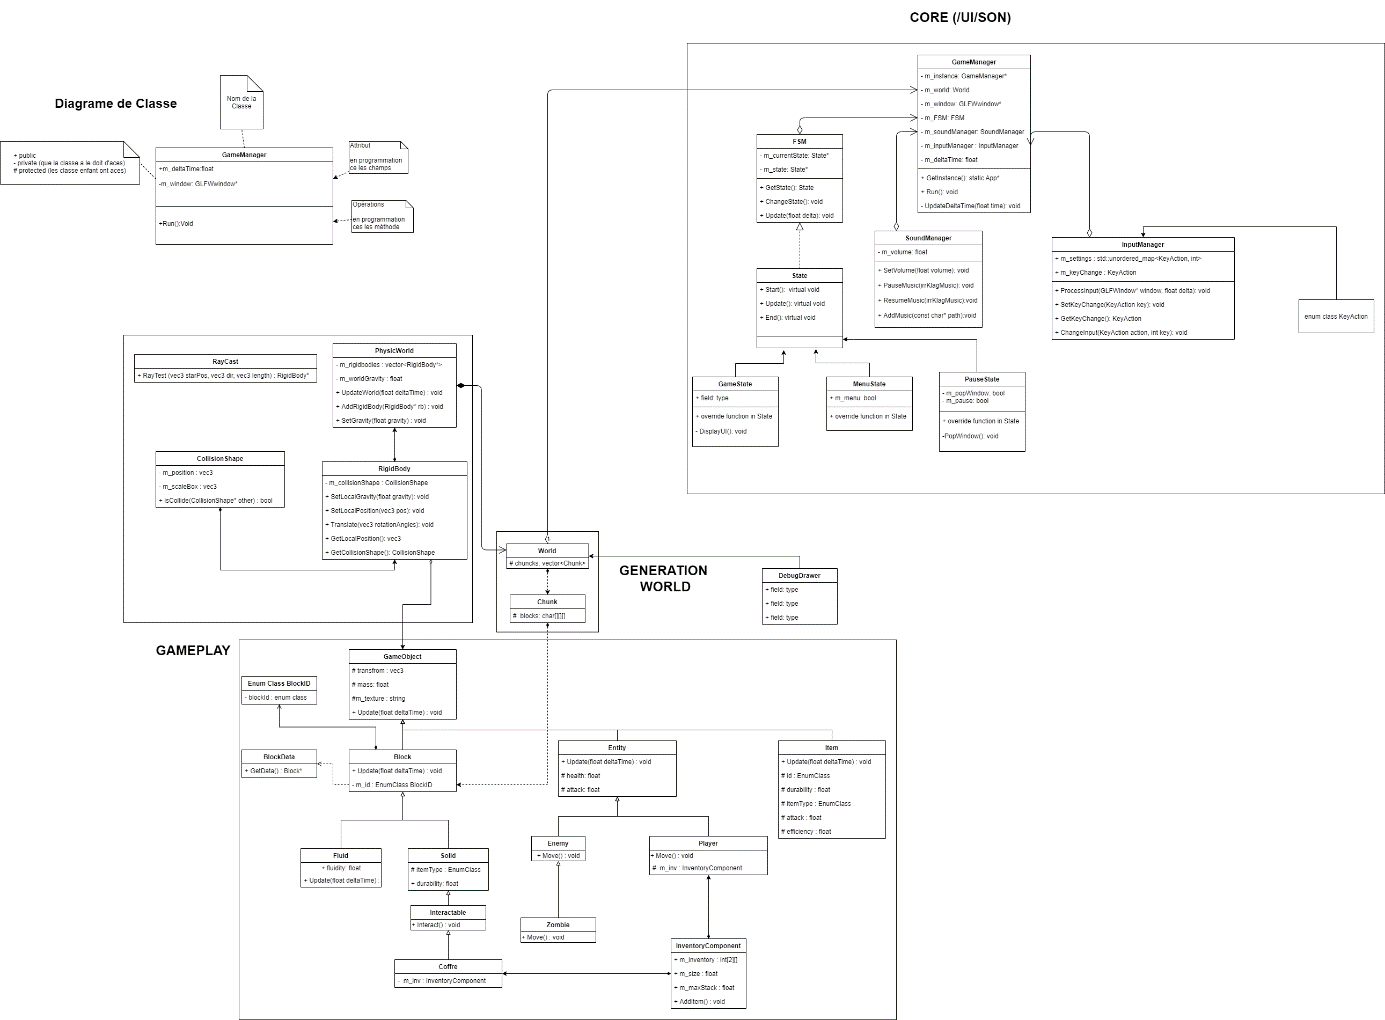 CORE (/UI/SON)
Diagrame de Classe
Nom de la
Classe
+ public
- private (que la classe a le doit d'aces)
# protected (les classe enfant ont aces)
GameManager
+m_deltaTime:float
-m_window: GLFWwindow*
+Run():Void
Attribut
en programmation
ce les champs
Opérations
en programmation
ces les méthode
GameManager
- m_instance: GameManager*
- m_world: World
- m_window: GLFWwindow*
- m_FSM: FSM
- m_soundManager: SoundManager
- m_inputManager : InputManager
- m_deltaTime: float
+ GetInstance(): static App*
+ Run(): void
- UpdateDeltaTime(float time): void
FSM
- m_currentState: State*
- m_state: State*
+ GetState(): State
+ ChangeState(): void
+ Update(float delta): void
SoundManager
- m_volume: float
+ SetVolume(float volume): void
+ PauseMusic(irrKlagMusic): void
+ ResumeMusic(irrKlagMusic):void
+ AddMusic(const char* path):void
InputManager
+ m_settings : std::unordered_map<KeyAction, int>
+ m_keyChange : KeyAction
+ ProcessInput(GLFWindow* window, float delta): void
+ SetKeyChange(KeyAction key): void
+ GetKeyChange(): KeyAction
+ ChangeInput(KeyAction action, int key): void
enum class KeyAction
State
+ Start(): virtual void
+ Update(): virtual void
+ End(): virtual void
GameState
+ field: type
+ override function in State
- DisplayUI(): void
MenuState
+ m_menu: bool
+ override function in State
PauseState
- m_popWindow: bool
- m_pause: bool
+ override function in State
-PopWindow(): void
RayCast
+ RayTest (vec3 starPos, vec3 dir, vec3 length) : RigidBody*
PhysicWorld
- m_rigidbodies : vector<RigidBody*>
- m_worldGravity : float
+ UpdateWorld(float deltaTime) : void
+ AddRigidBody(RigidBody* rb) : void
+ SetGravity(float gravity) : void
CollisionShape
- m_position : vec3
- m_scaleBox : vec3
+ isCollide(CollisionShape* other) : bool
RigidBody
- m_collisionShape : CollisionShape
+ SetLocalGravity(float gravity): void
+ SetLocalPosition(vec3 pos): void
+ Translate(vec3 rotationAngles): void
+ GetLocalPosition(): vec3
+ GetCollisionShape(): CollisionShape
World
# chuncks: vector<Chunk>
Chunk
# blocks: char[][][]
GENERATION
WORLD
DebugDrawer
+ field: type
+ field: type
+ field: type
GAMEPLAY
GameObject
# transfrom : vec3
# mass: float
#m_texture : string
+ Update(float deltaTime) : void
Enum Class BlockID
- blockId : enum class
BlockData
+ GetData() : Block*
Block
+ Update(float deltaTime) : void
- m_id : EnumClass BlockID
Entity
+ Update(float deltaTime) : void
# health: float
# attack: float
Item
+ Update(float deltaTime) : void
# id : EnumClass
# durability : float
# itemType : EnumClass
# attack : float
# efficiency : float
Fluid
+ fluidity: float
+ Update(float deltaTime) :
Solid
# itemType : EnumClass
+ durability: float
Interactable
+ Interact() : void
Coffre
- m_inv : InventoryComponent
Enemy
+ Move() : void
Zombie
+ Move() : void
Player
+ Move() : void
# m_inv : InventoryComponent
InventoryComponent
+ m_inventory : int[2][]
+ m_size : float
+ m_maxStack : float
+ AddItem() : void